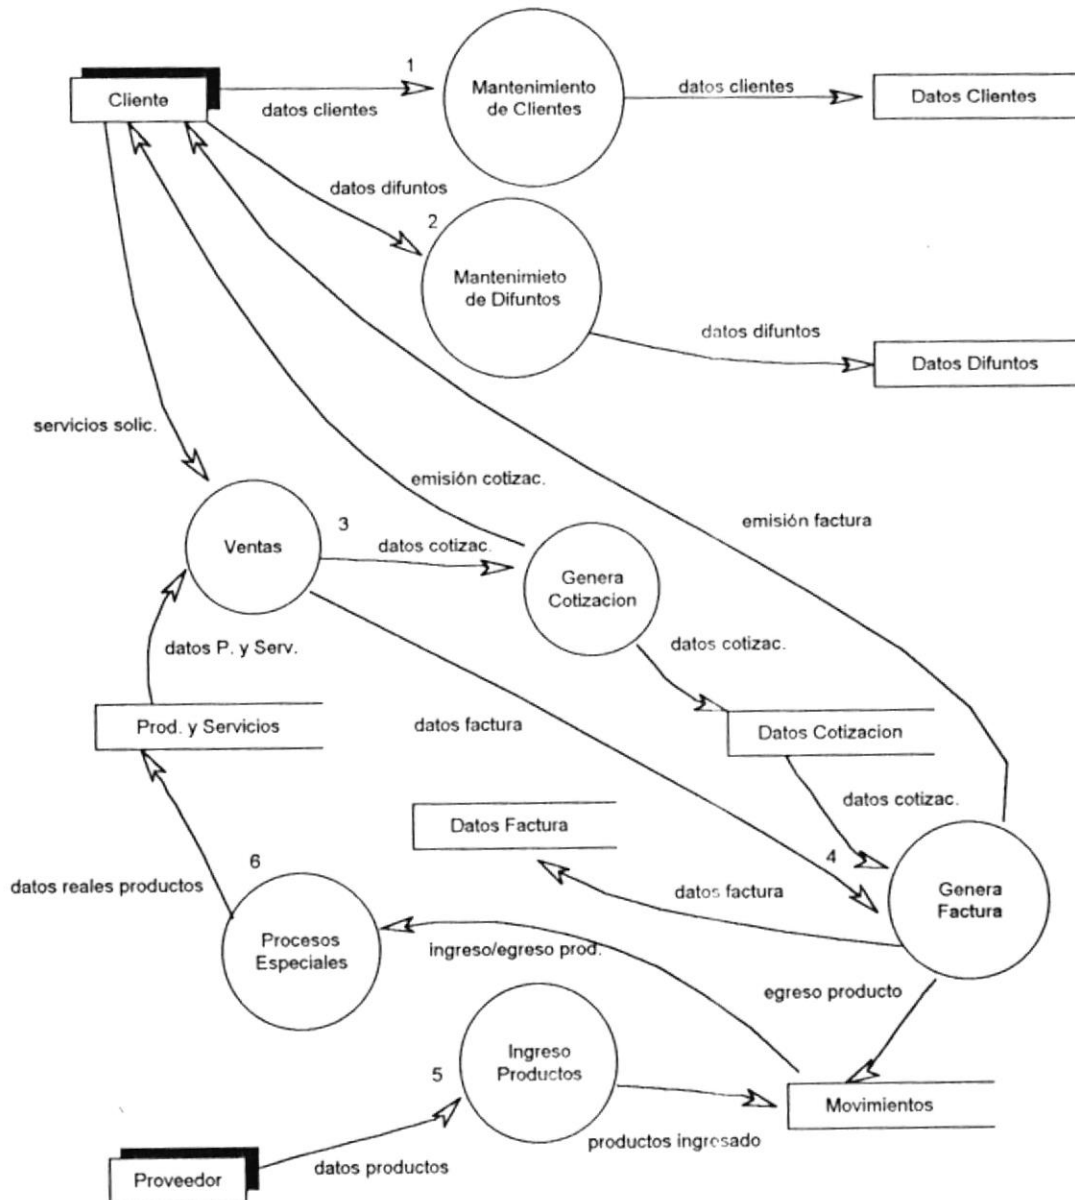 1
Cliente
datos clientes
Mantenimiento
de Clientes
datos clientes
Datos Clientes
datos difuntos
2
Mantenimieto
de Difuntos
datos difuntos
Datos Difuntos
servicios solic.
emisión cotizac.
emisión factura
Ventas
3
datos cotizac.
Genera
Cotizacion
datos P. y Serv.
datos cotizac.
Prod. y Servicios
datos factura
Datos Cotizacion
datos cotizac.
Datos Factura
4
6
datos reales productos
datos factura
Genera
Factura
Procesos
Especiales
ingreso/egreso prod.
egreso producto
Ingreso
Productos
5
Movimientos
productos ingresado
datos productos
Proveedor